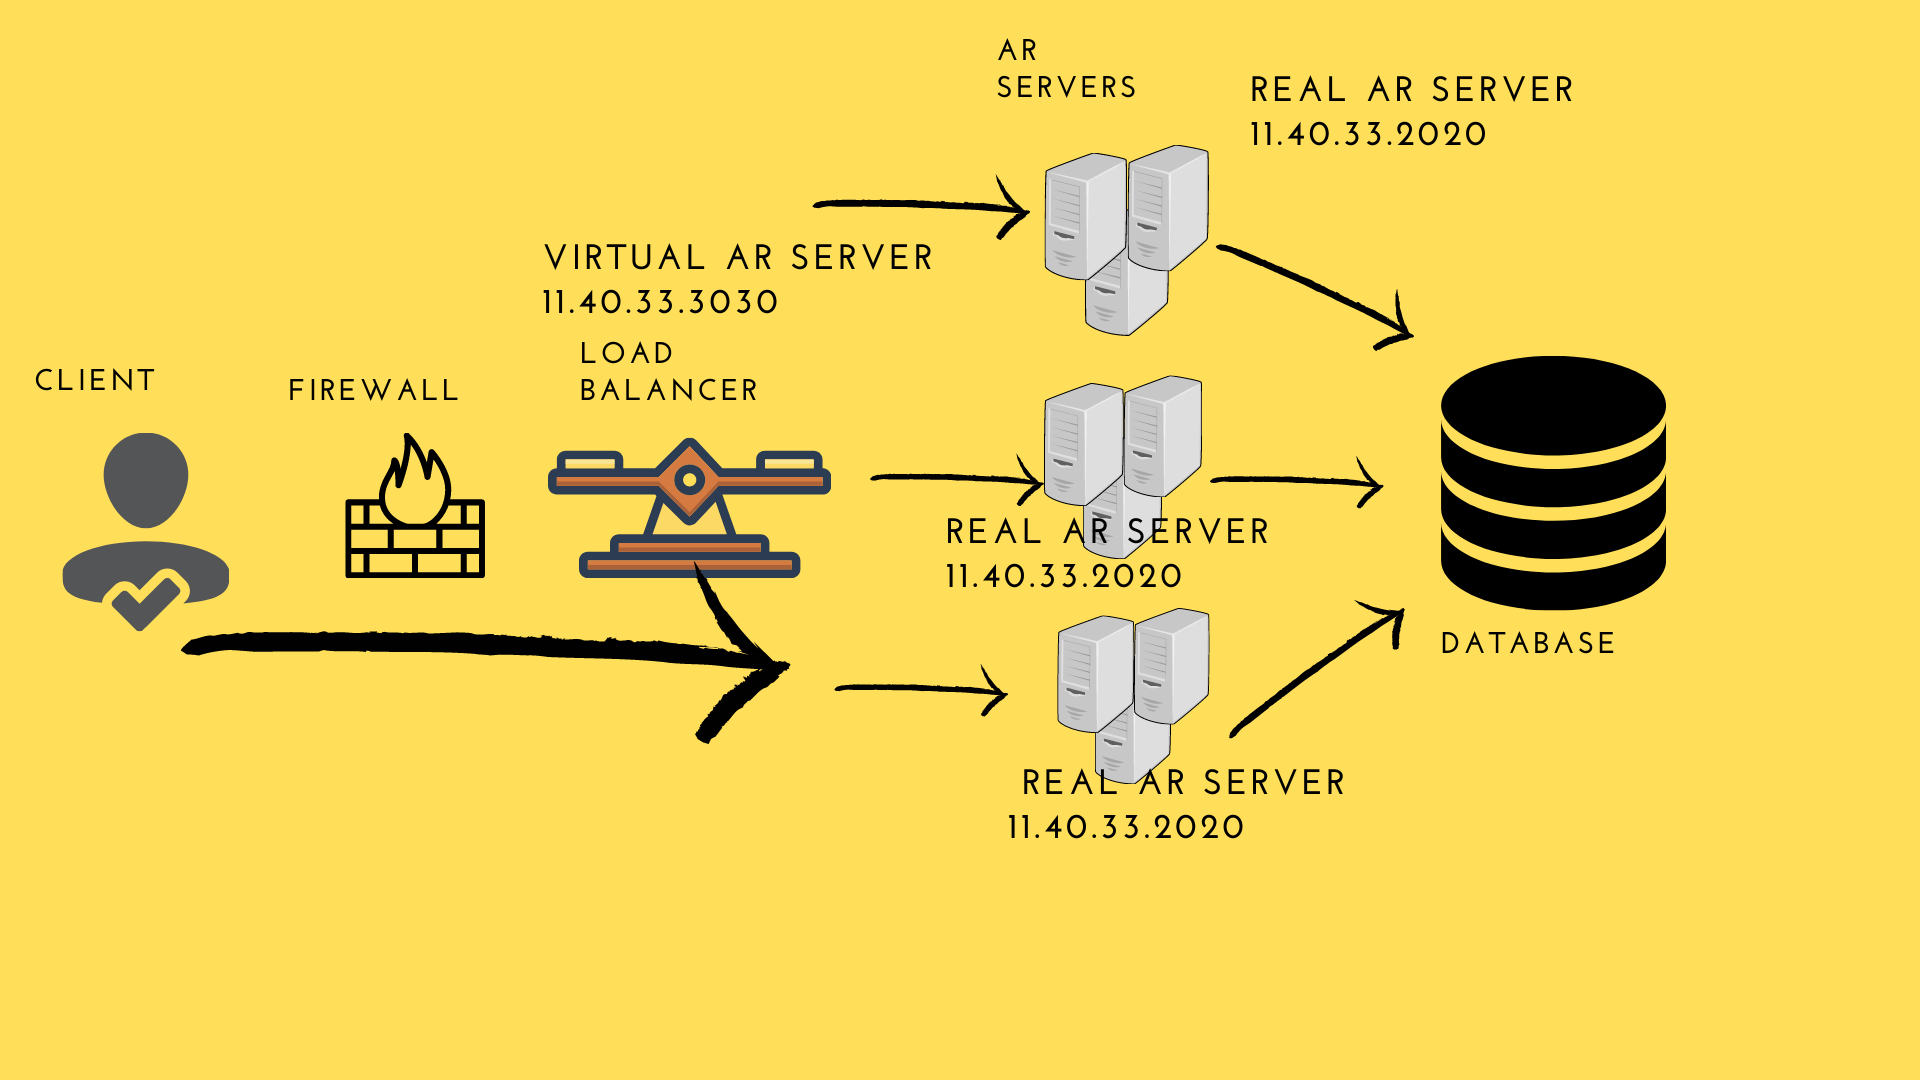 AR
SERVERS
REAL AR SERVER
11.40.33.2020
VIRTUAL AR SERVER
11.40.33.3030
LOAD
BALANCER
CLIENT
FIREWALL
REAL AR SERVER
11.40.33.2020
DATABASE
REAL AR SERVER
11.40.33.2020